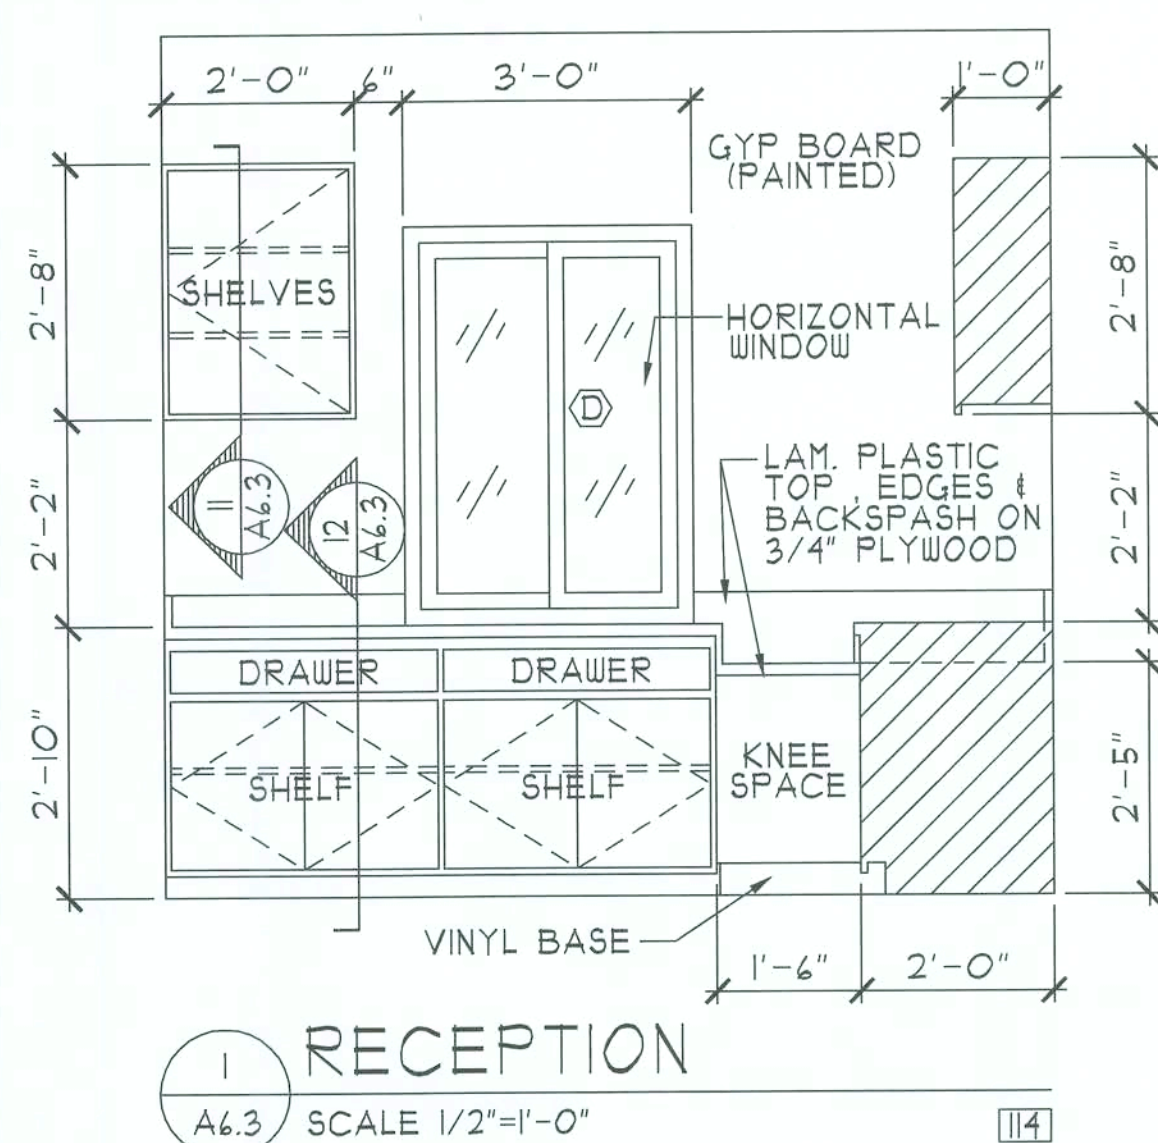 2'-0" 6" 3'-0" 1'-0"
GYP BOARD
(PAINTED)
2'-8"
SHELVES
2'-8"
HORIZONTAL
WINDOW
D
LAM. PLASTIC
TOP , EDGES &
BACKSPASH ON
3/4" PLYWOOD
11
A6.3
12
A6.3
2'-2"
2'-2"
DRAWER DRAWER
2'-10"
SHELF SHELF
KNEE
SPACE
2'-5"
VINYL BASE
1'-6" 2'-0"
1
A6.3
RECEPTION
SCALE 1/2"=1'-0"
114